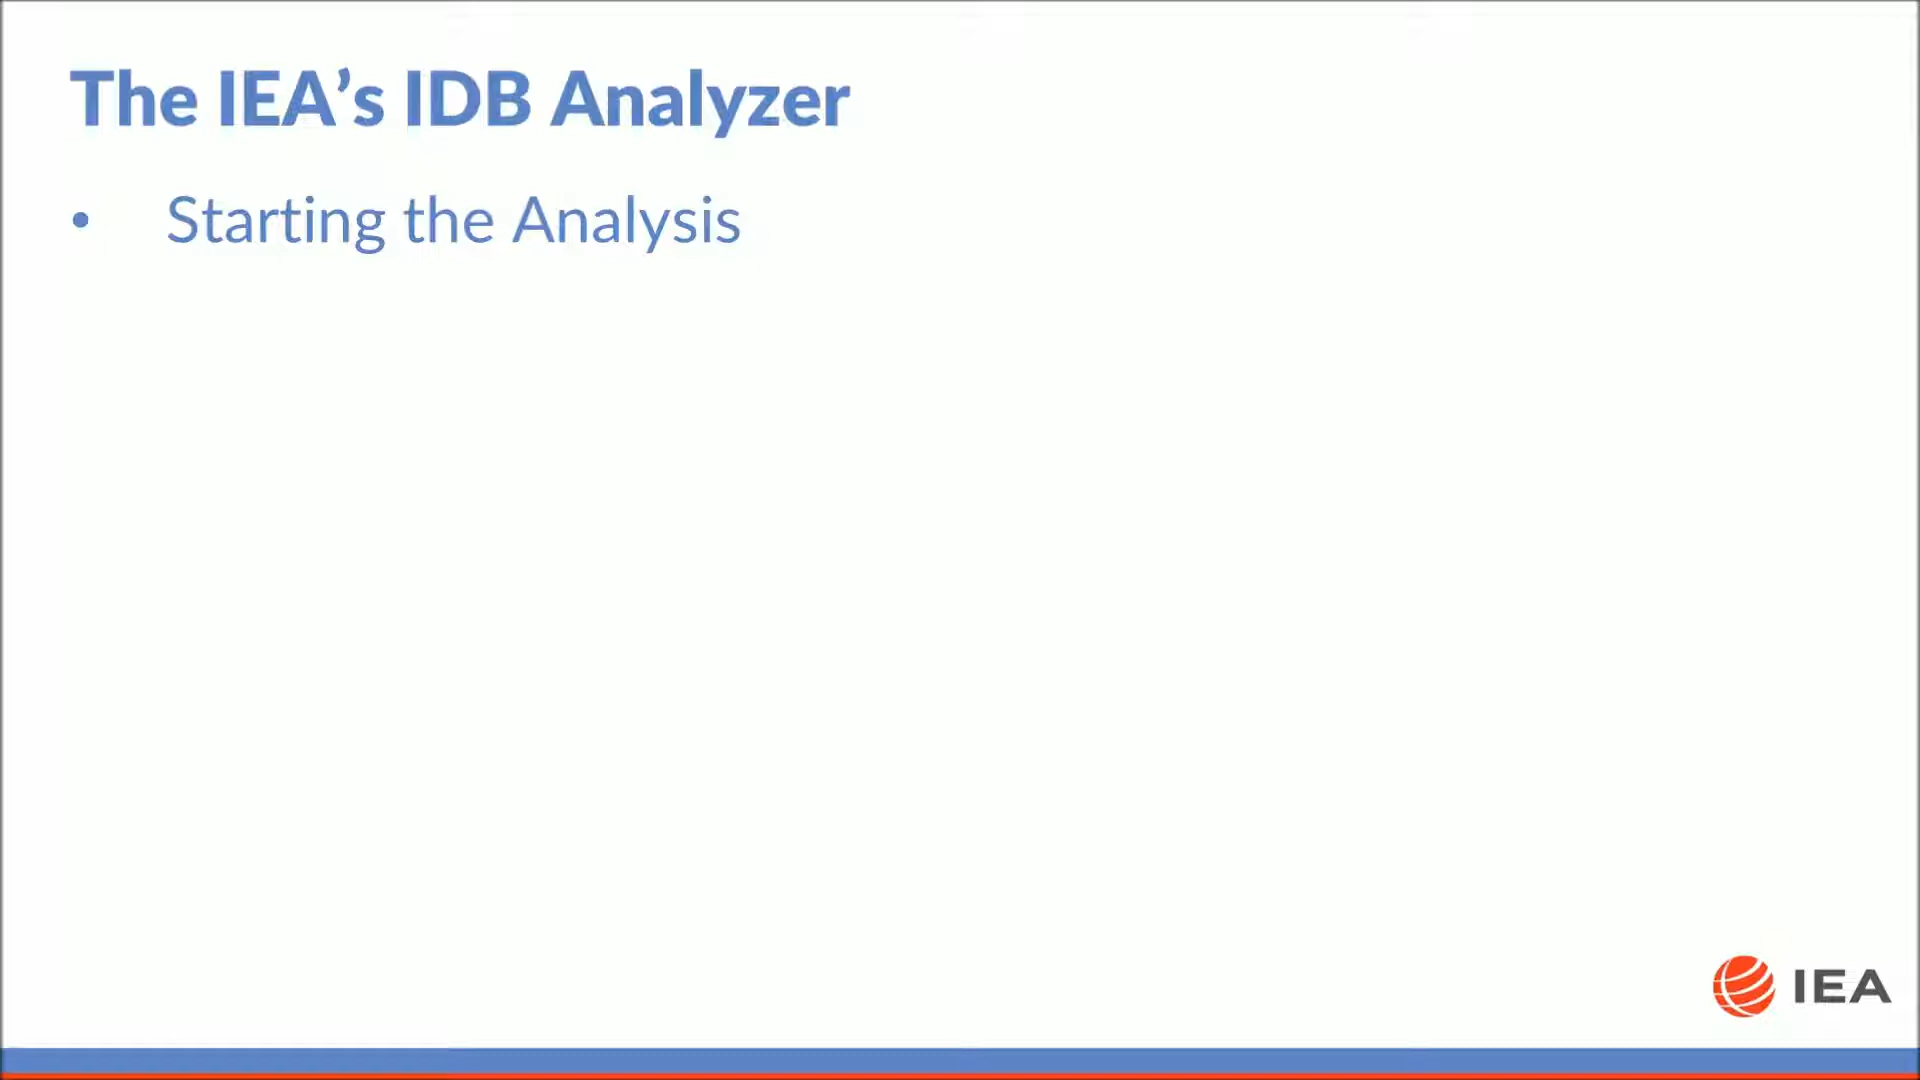 The IEA’s IDB Analyzer
• Starting the Analysis
IEA